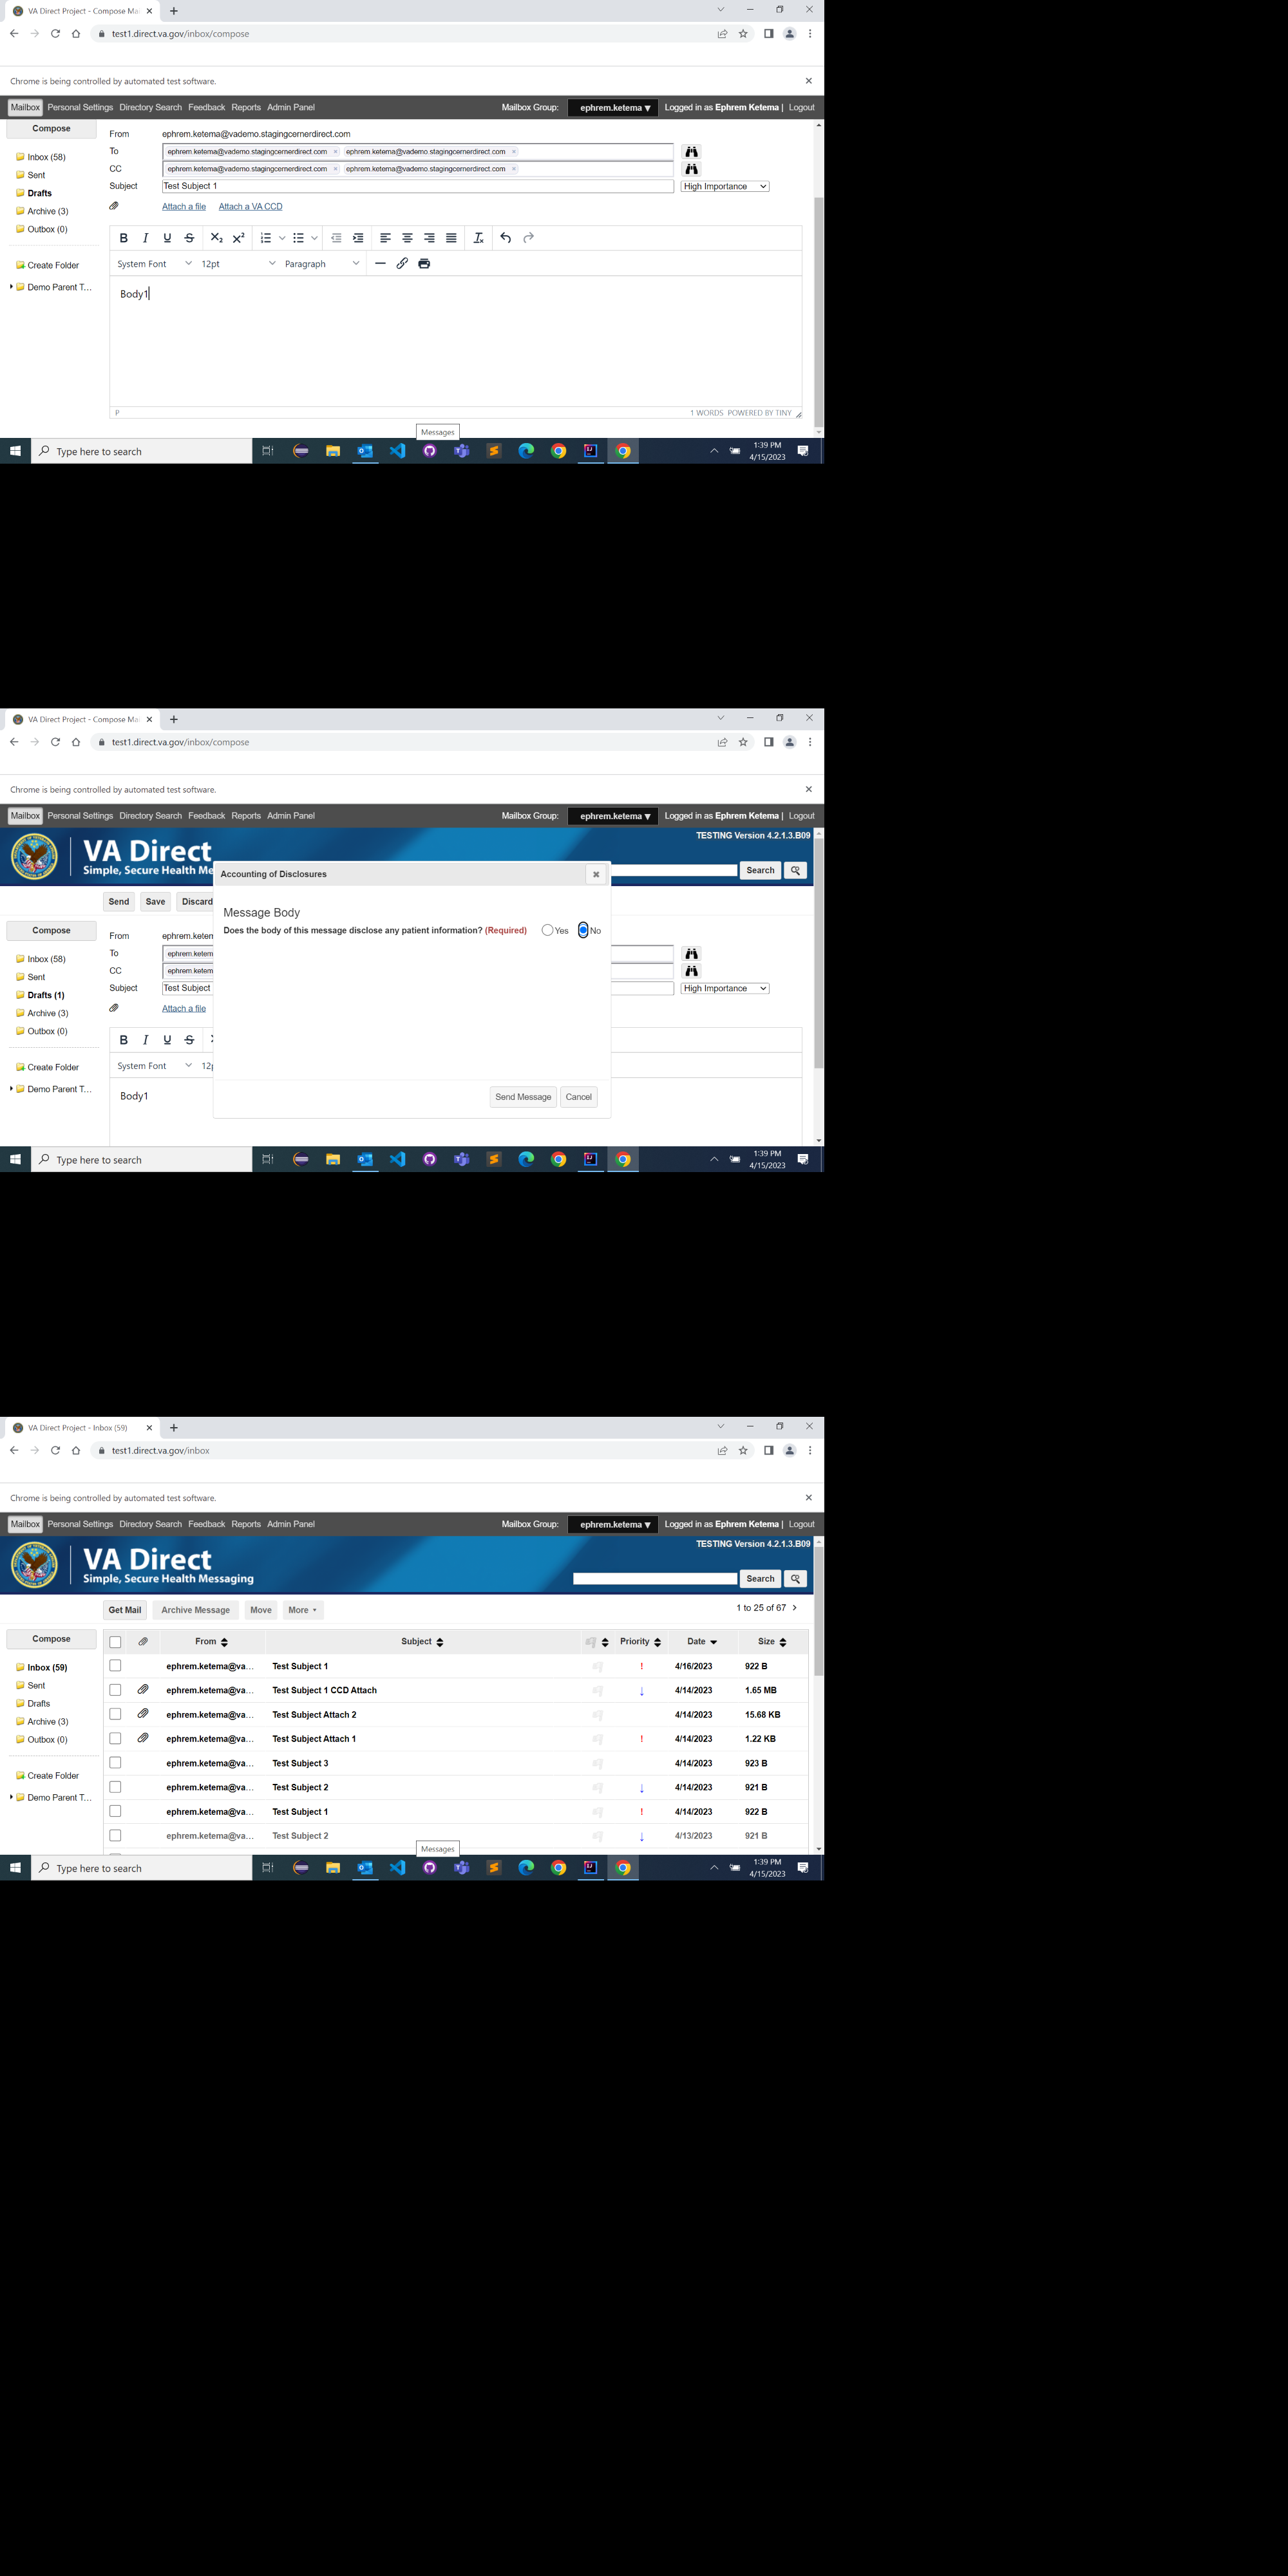 VA Direct Project - Compose Ma
test1.direct.va.gov/inbox/compose
Chrome is being controlled by automated test software.
Mailbox Personal Settings Directory Search Feedback Reports Admin Panel Mailbox Group: ephrem.ketema ▼ Logged in as Ephrem Ketema | Logout
Compose
From ephrem.ketema@vademo.stagingcernerdirect.com
To ephrem.ketema@vademo.stagingcernerdirect.com × ephrem.ketema@vademo.stagingcernerdirect.com ×
CC ephrem.ketema@vademo.stagingcernerdirect.com × ephrem.ketema@vademo.stagingcernerdirect.com ×
Subject Test Subject 1 High Importance
Attach a file Attach a VA CCD
Inbox (58)
Sent
Drafts
Archive (3)
Outbox (0)
Create Folder
Demo Parent T...
B I U S X₂ X²
System Font 12pt Paragraph
Body1
P 1 WORDS POWERED BY TINY
Messages
Type here to search
1:39 PM
4/15/2023
VA Direct Project - Compose Ma
test1.direct.va.gov/inbox/compose
Chrome is being controlled by automated test software.
Mailbox Personal Settings Directory Search Feedback Reports Admin Panel Mailbox Group: ephrem.ketema ▼ Logged in as Ephrem Ketema | Logout
TESTING Version 4.2.1.3.B09
VA Direct
Simple, Secure Health Me
Search
Send Save Discard
Accounting of Disclosures
Message Body
Does the body of this message disclose any patient information? (Required) Yes No
Send Message Cancel
Compose
From ephrem.keten
To ephrem.ketem
CC ephrem.ketem
Subject Test Subject High Importance
Attach a file
Inbox (58)
Sent
Drafts (1)
Archive (3)
Outbox (0)
Create Folder
Demo Parent T...
B I U S
System Font 12p
Body1
Type here to search
1:39 PM
4/15/2023
VA Direct Project - Inbox (59)
test1.direct.va.gov/inbox
Chrome is being controlled by automated test software.
Mailbox Personal Settings Directory Search Feedback Reports Admin Panel Mailbox Group: ephrem.ketema ▼ Logged in as Ephrem Ketema | Logout
TESTING Version 4.2.1.3.B09
VA Direct
Simple, Secure Health Messaging
Search
Get Mail Archive Message Move More 1 to 25 of 67
Compose
Inbox (59)
Sent
Drafts
Archive (3)
Outbox (0)
Create Folder
Demo Parent T...
From Subject Priority Date Size
ephrem.ketema@va... Test Subject 1 ! 4/16/2023 922 B
ephrem.ketema@va... Test Subject 1 CCD Attach ↓ 4/14/2023 1.65 MB
ephrem.ketema@va... Test Subject Attach 2 4/14/2023 15.68 KB
ephrem.ketema@va... Test Subject Attach 1 ! 4/14/2023 1.22 KB
ephrem.ketema@va... Test Subject 3 4/14/2023 923 B
ephrem.ketema@va... Test Subject 2 ↓ 4/14/2023 921 B
ephrem.ketema@va... Test Subject 1 ! 4/14/2023 922 B
ephrem.ketema@va... Test Subject 2 ↓ 4/13/2023 921 B
Messages
Type here to search
1:39 PM
4/15/2023